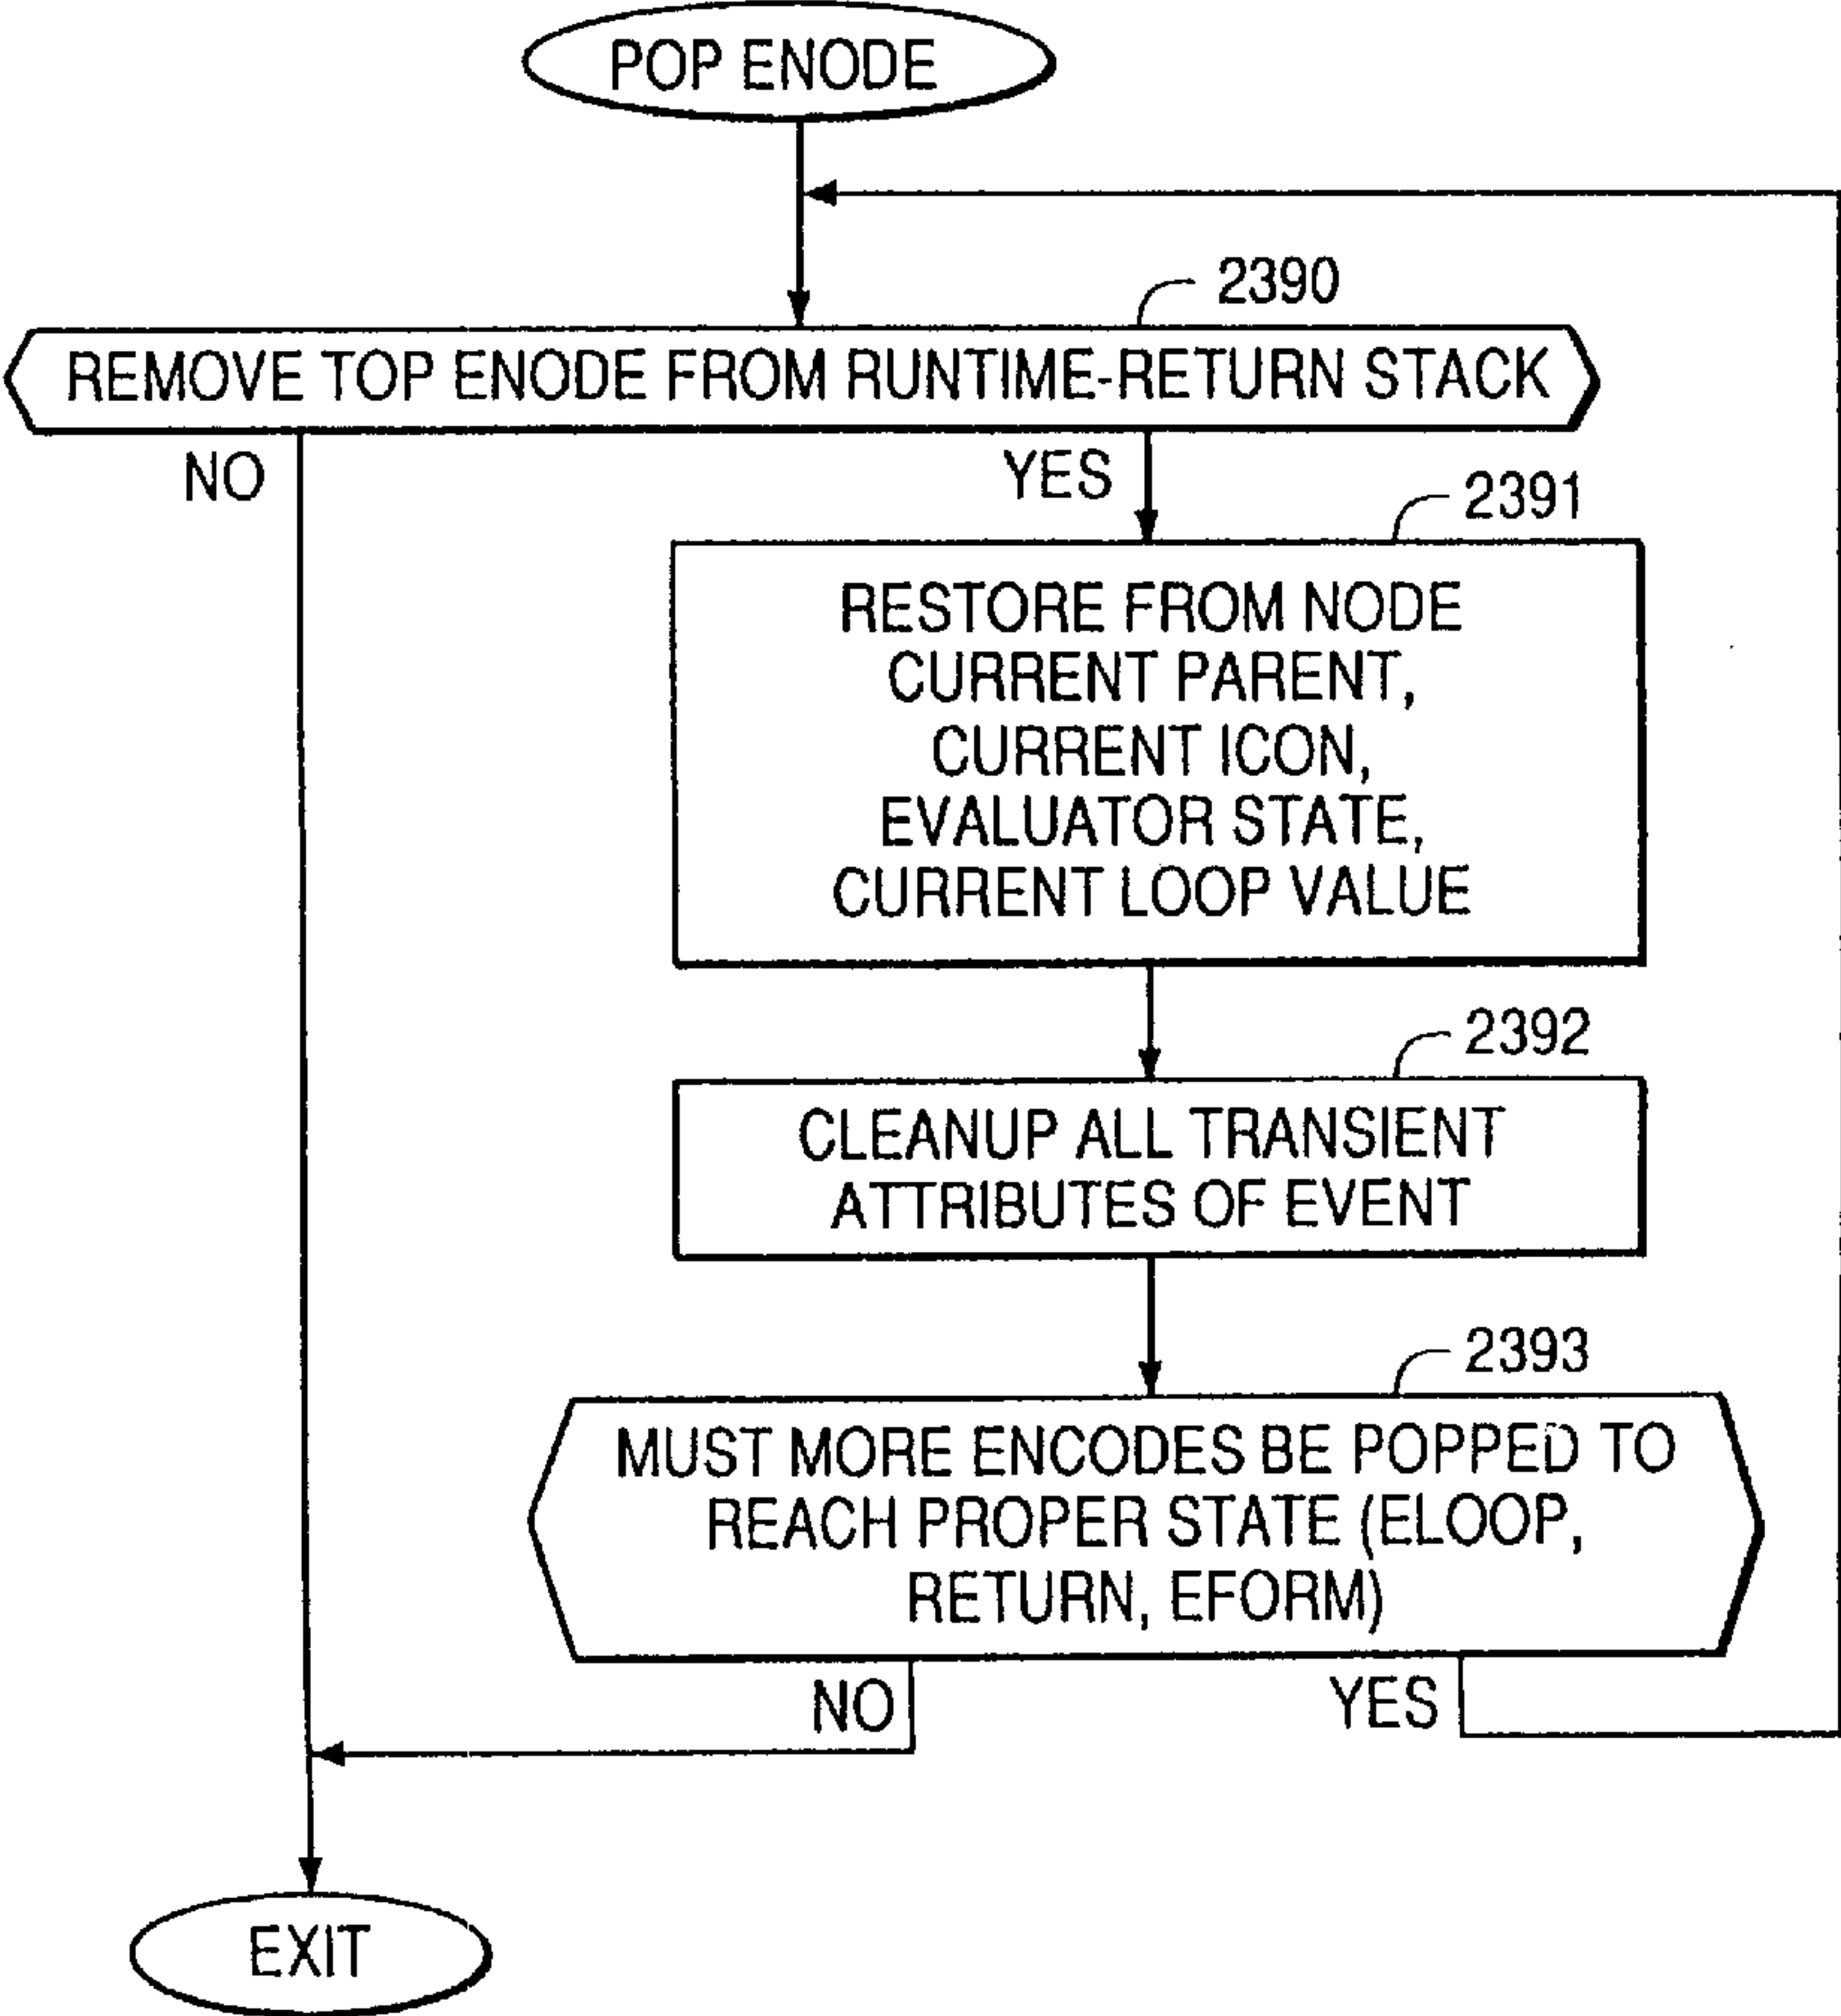 POP ENODE
2390
REMOVE TOP ENODE FROM RUNTIME-RETURN STACK
NO
YES
2391
RESTORE FROM NODE
CURRENT PARENT,
CURRENT ICON,
EVALUATOR STATE,
CURRENT LOOP VALUE
2392
CLEANUP ALL TRANSIENT
ATTRIBUTES OF EVENT
2393
MUST MORE ENCODES BE POPPED TO
REACH PROPER STATE (ELOOP,
RETURN, EFORM)
NO
YES
EXIT